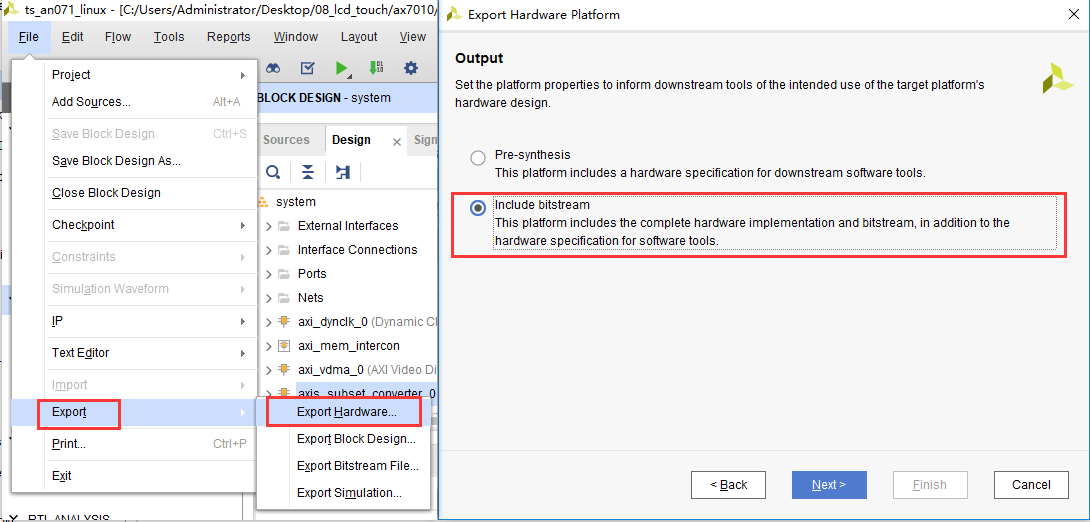 ts_an071_linux - [C:/Users/Administrator/Desktop/08_lcd_touch/ax7010/
File Edit Flow Tools Reports Window Layout View
Project
Add Sources... Alt+A
Save Block Design Ctrl+S
Save Block Design As...
Close Block Design
Checkpoint
Constraints
Simulation Waveform
IP
Text Editor
Import
Export
Print... Ctrl+P
Exit
RTL ANALYSIS
BLOCK DESIGN - system
Sources Design Sign
system
External Interfaces
Interface Connections
Ports
Nets
axi_dynclk_0 (Dynamic Cl
axi_mem_intercon
axi_vdma_0 (AXI Video Di
axis_subset_converter_0
Export Hardware...
Export Block Design...
Export Bitstream File...
Export Simulation...
Export Hardware Platform
Output
Set the platform properties to inform downstream tools of the intended use of the target platform's
hardware design.
Pre-synthesis
This platform includes a hardware specification for downstream software tools.
Include bitstream
This platform includes the complete hardware implementation and bitstream, in addition to the
hardware specification for software tools.
< Back Next > Finish Cancel